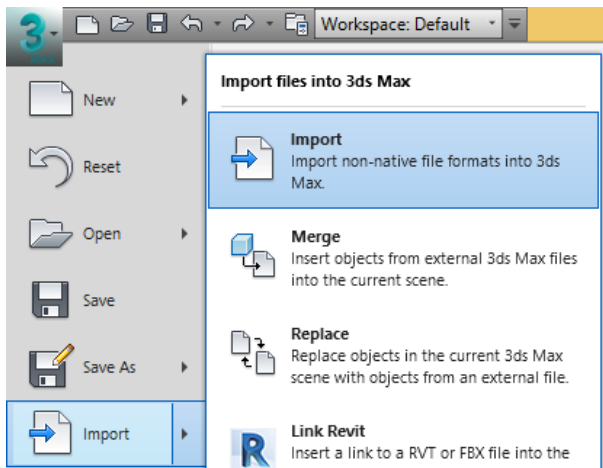 Workspace: Default
Import files into 3ds Max
New
Import
Import non-native file formats into 3ds
Max.
Reset
Open
Merge
Insert objects from external 3ds Max files
into the current scene.
Save
Replace
Replace objects in the current 3ds Max
scene with objects from an external file.
Save As
Import
Link Revit
Insert a link to a RVT or FBX file into the